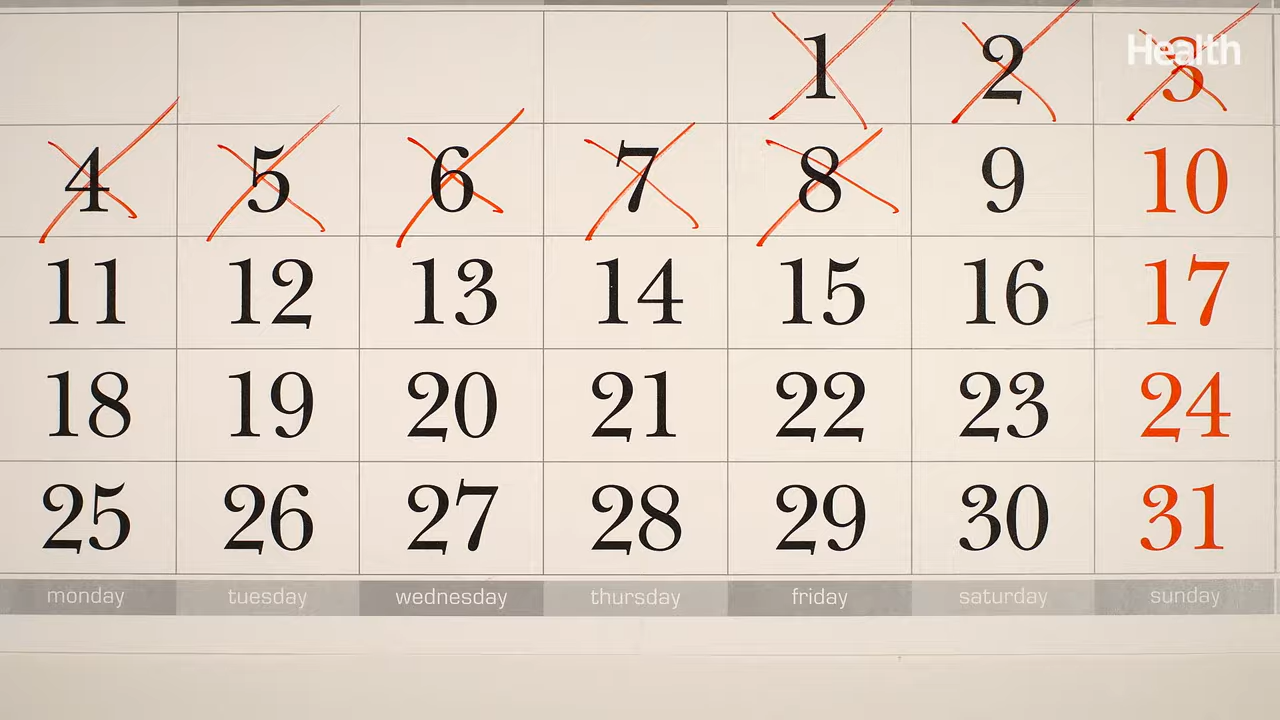 Health
1 2 3
4 5 6 7 8 9 10
11 12 13 14 15 16 17
18 19 20 21 22 23 24
25 26 27 28 29 30 31
monday tuesday wednesday thursday friday saturday sunday